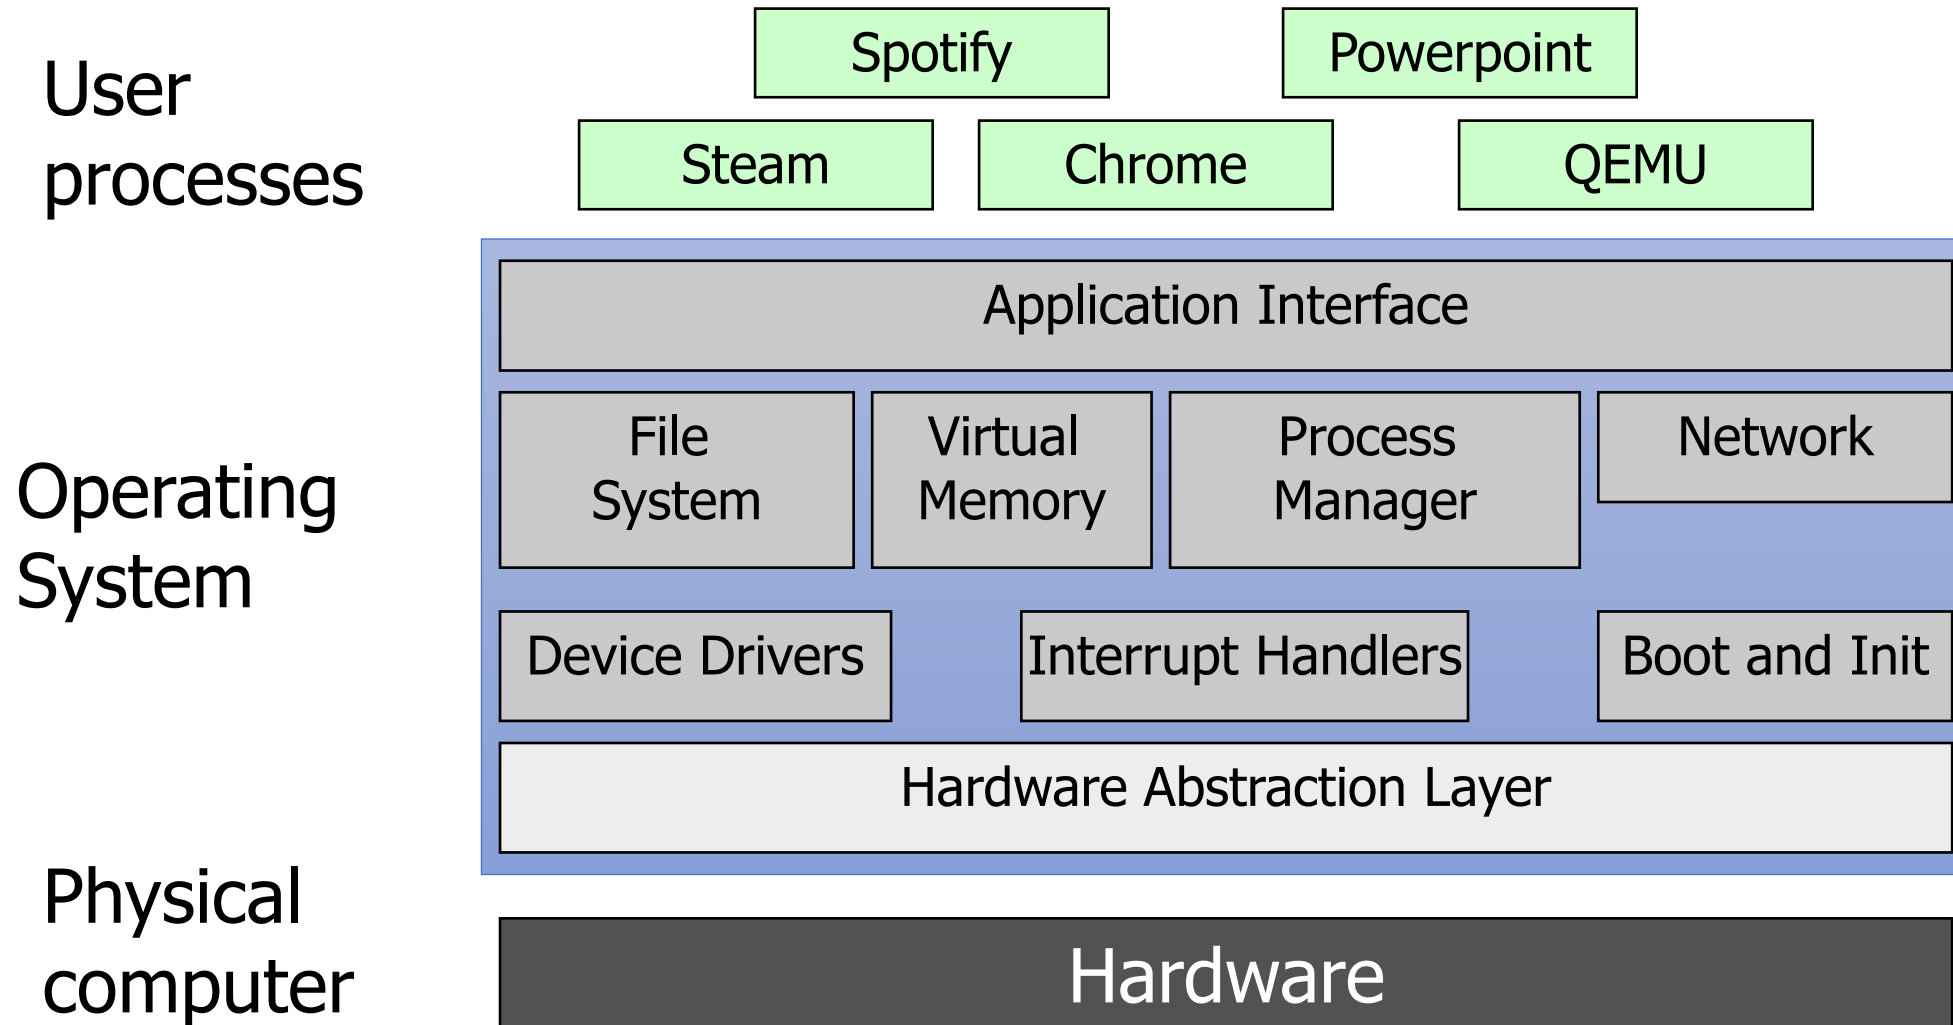 User
processes
Spotify
Powerpoint
Steam
Chrome
QEMU
Operating
System
Application Interface
File
System
Virtual
Memory
Process
Manager
Network
Device Drivers
Interrupt Handlers
Boot and Init
Hardware Abstraction Layer
Physical
computer
Hardware